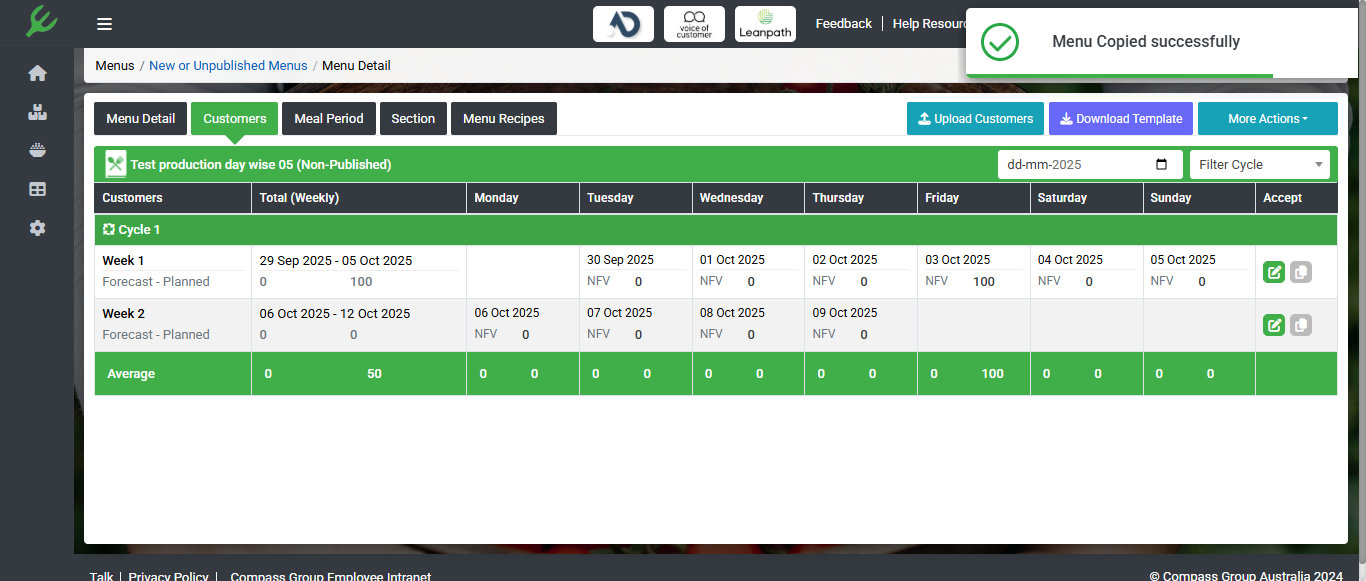 voice of customer
Leanpath
Feedback
Help Resour
Menu Copied successfully
Menus / New or Unpublished Menus / Menu Detail
Menu Detail Customers Meal Period Section Menu Recipes Upload Customers Download Template More Actions
Test production day wise 05 (Non-Published) dd-mm-2025 Filter Cycle
Customers Total (Weekly) Monday Tuesday Wednesday Thursday Friday Saturday Sunday Accept
Cycle 1
Week 1 29 Sep 2025 - 05 Oct 2025 30 Sep 2025 01 Oct 2025 02 Oct 2025 03 Oct 2025 04 Oct 2025 05 Oct 2025
Forecast - Planned 0 100 NFV 0 NFV 0 NFV 0 NFV 100 NFV 0 NFV 0
Week 2 06 Oct 2025 - 12 Oct 2025 06 Oct 2025 07 Oct 2025 08 Oct 2025 09 Oct 2025
Forecast - Planned 0 0 NFV 0 NFV 0 NFV 0 NFV 0
Average 0 50 0 0 0 0 0 0 0 0 0 100 0 0 0 0
Talk | Privacy Policy | Compass Group Employee Intranet © Compass Group Australia 2024